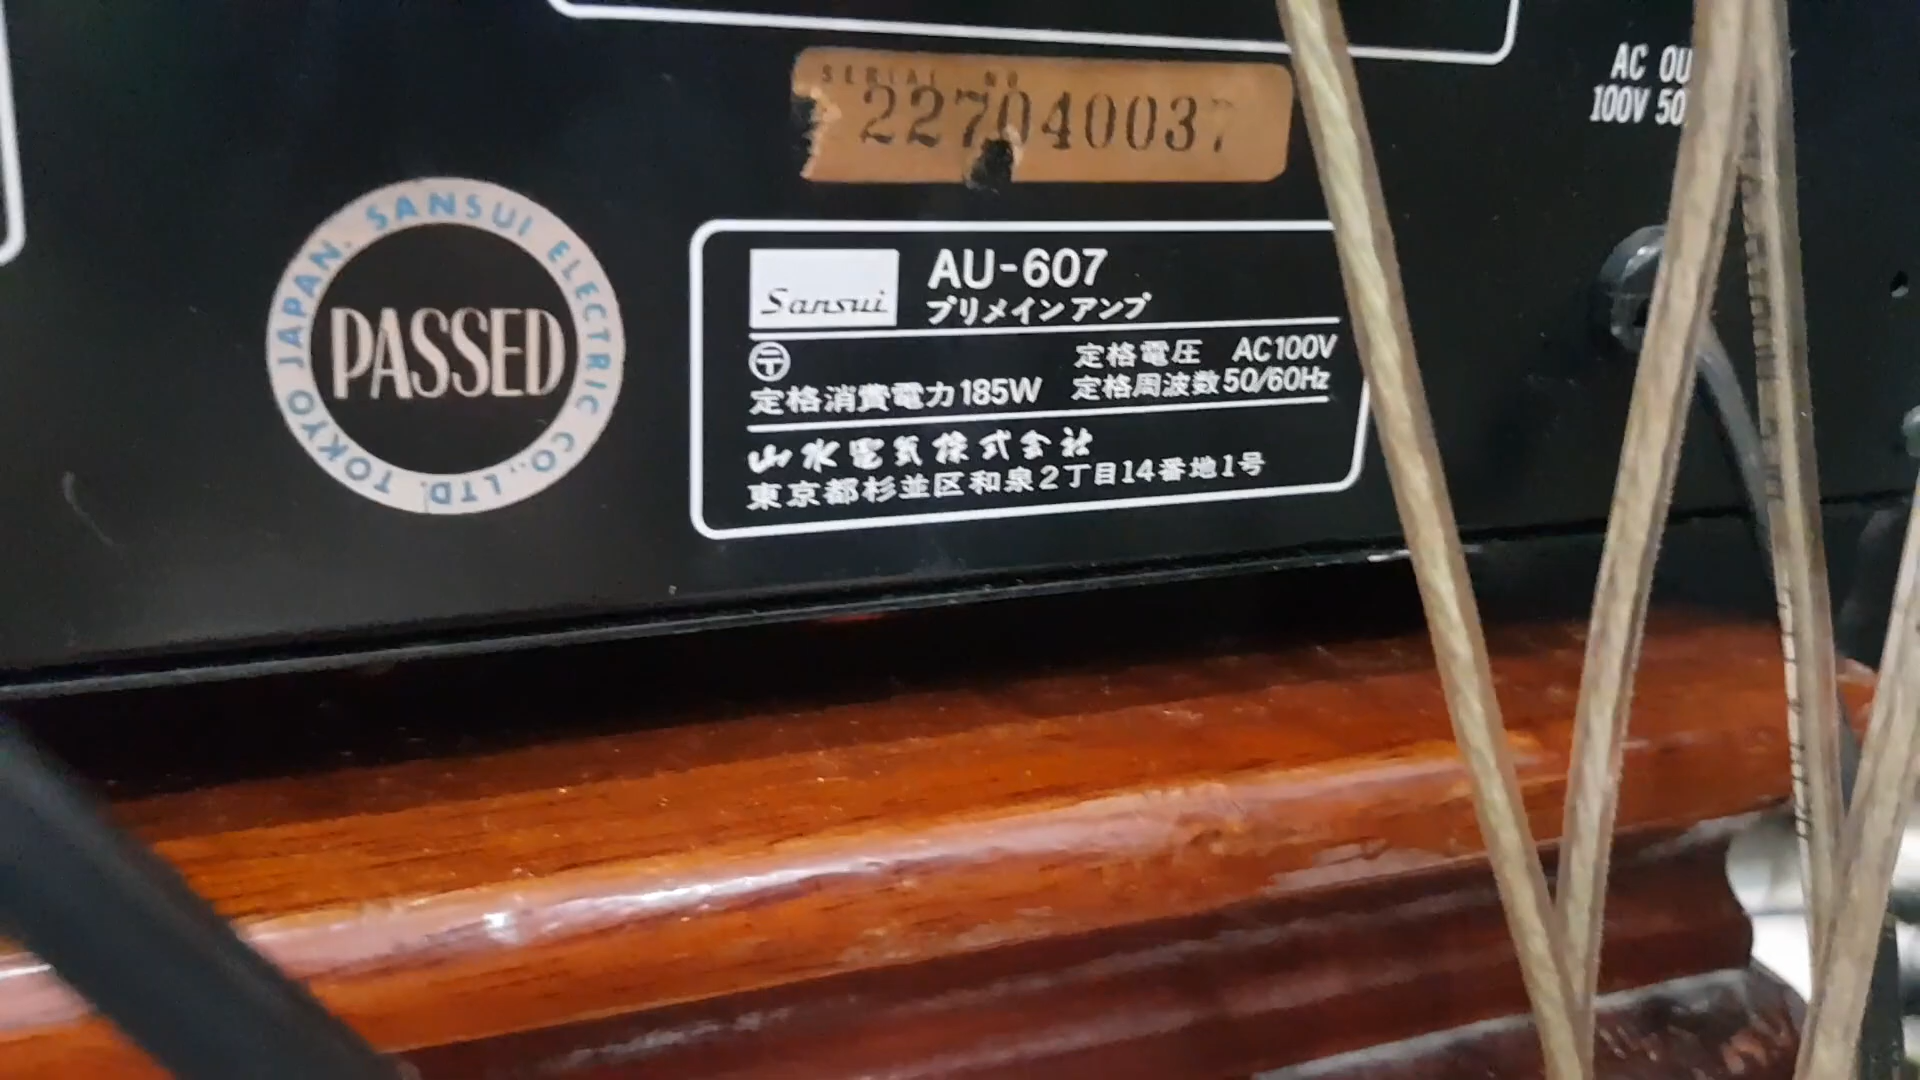 SERIAL NO.
227040037
AC OU
100V 50
SANSUI ELECTRIC CO., LTD. TOKYO JAPAN.
PASSED
Sansui
AU-607
プリメインアンプ
〒
定格電圧 AC100V
定格消費電力185W 定格周波数50/60Hz
山水電気株式会社
東京都杉並区和泉2丁目14番地1号